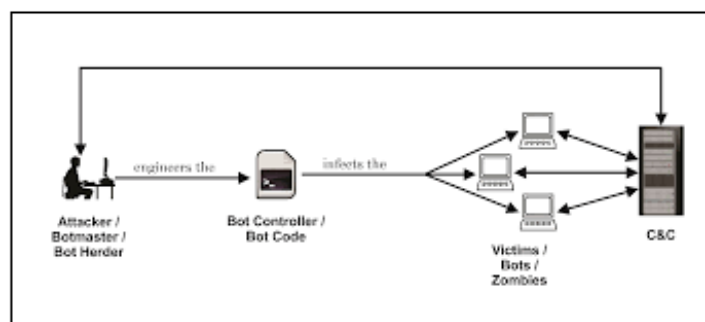 engineers the
infects the
Attacker /
Botmaster /
Bot Herder
Bot Controller /
Bot Code
Victims /
Bots /
Zombies
C&C